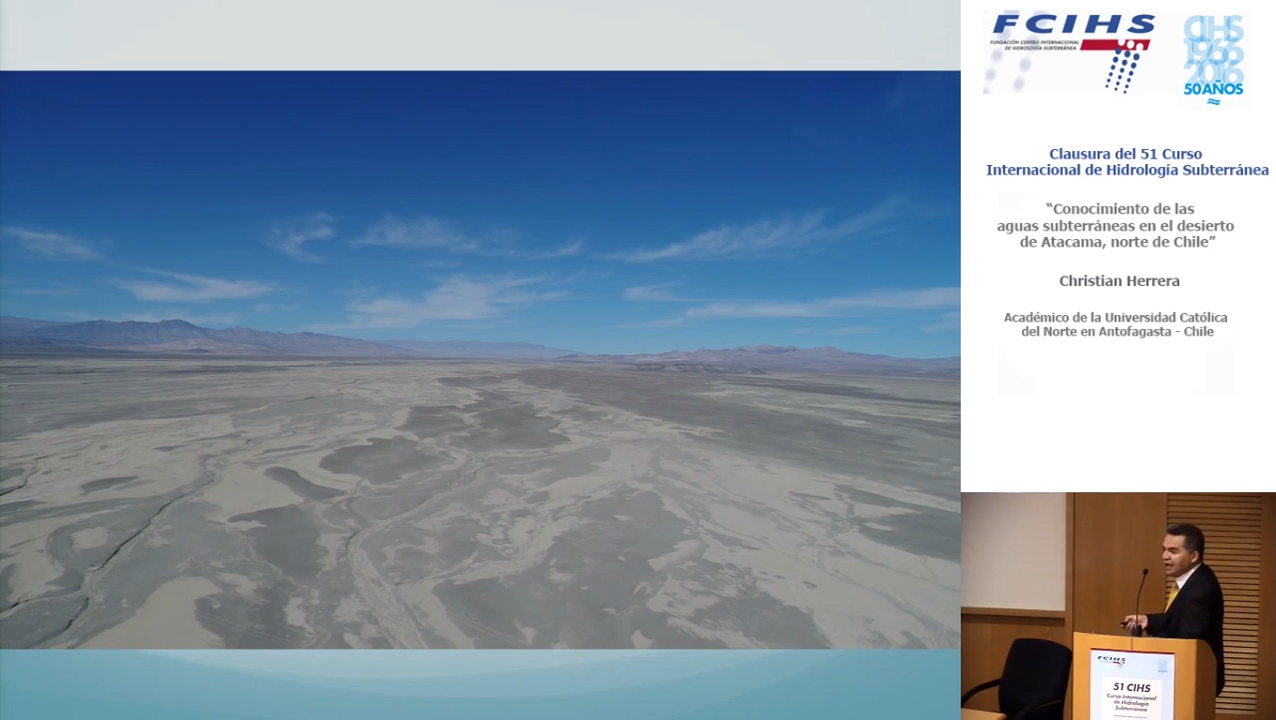 FCIHS
FUNDACIÓN CENTRO INTERNACIONAL
DE HIDROLOGÍA SUBTERRÁNEA
CIHS
1966
2016
50 AÑOS
Clausura del 51 Curso
Internacional de Hidrología Subterránea
“Conocimiento de las
aguas subterráneas en el desierto
de Atacama, norte de Chile”
Christian Herrera
Académico de la Universidad Católica
del Norte en Antofagasta - Chile
FCIHS
51 CIHS
Curso Internacional
de Hidrología
Subterránea